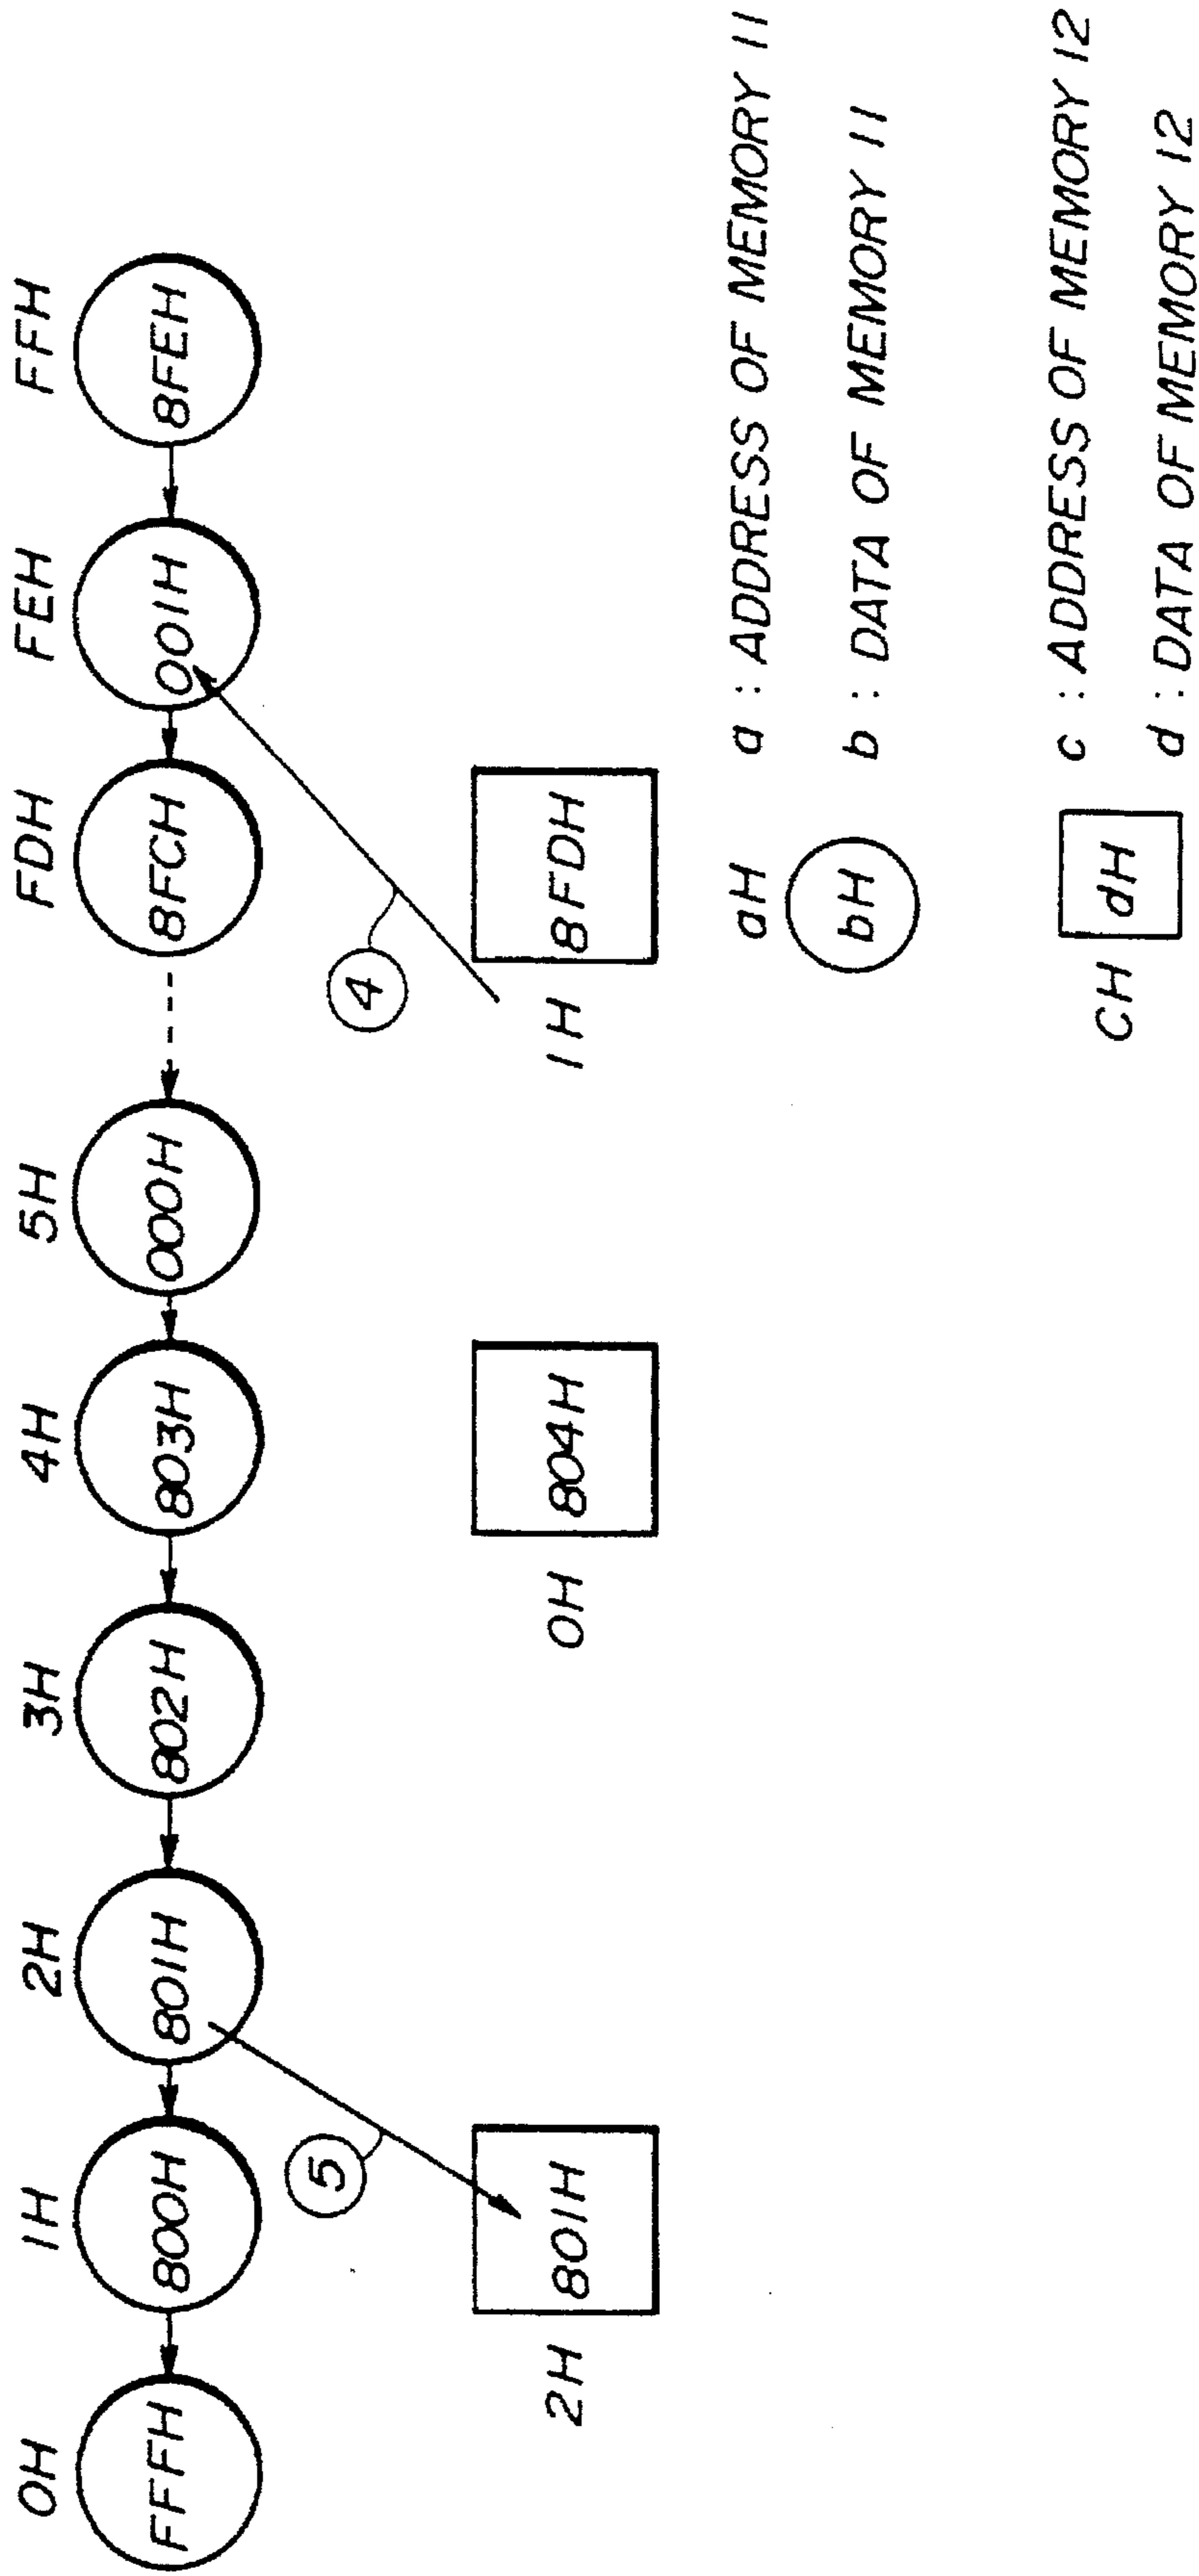 0H 1H 2H 3H 4H 5H FDH FEH FFH
FFFH 800H 801H 802H 803H 000H 8FCH 001H 8FEH
5 4
2H 801H 0H 804H 1H 8FDH
aH a : ADDRESS OF MEMORY 11
bH b : DATA OF MEMORY 11
CH dH c : ADDRESS OF MEMORY 12
d : DATA OF MEMORY 12